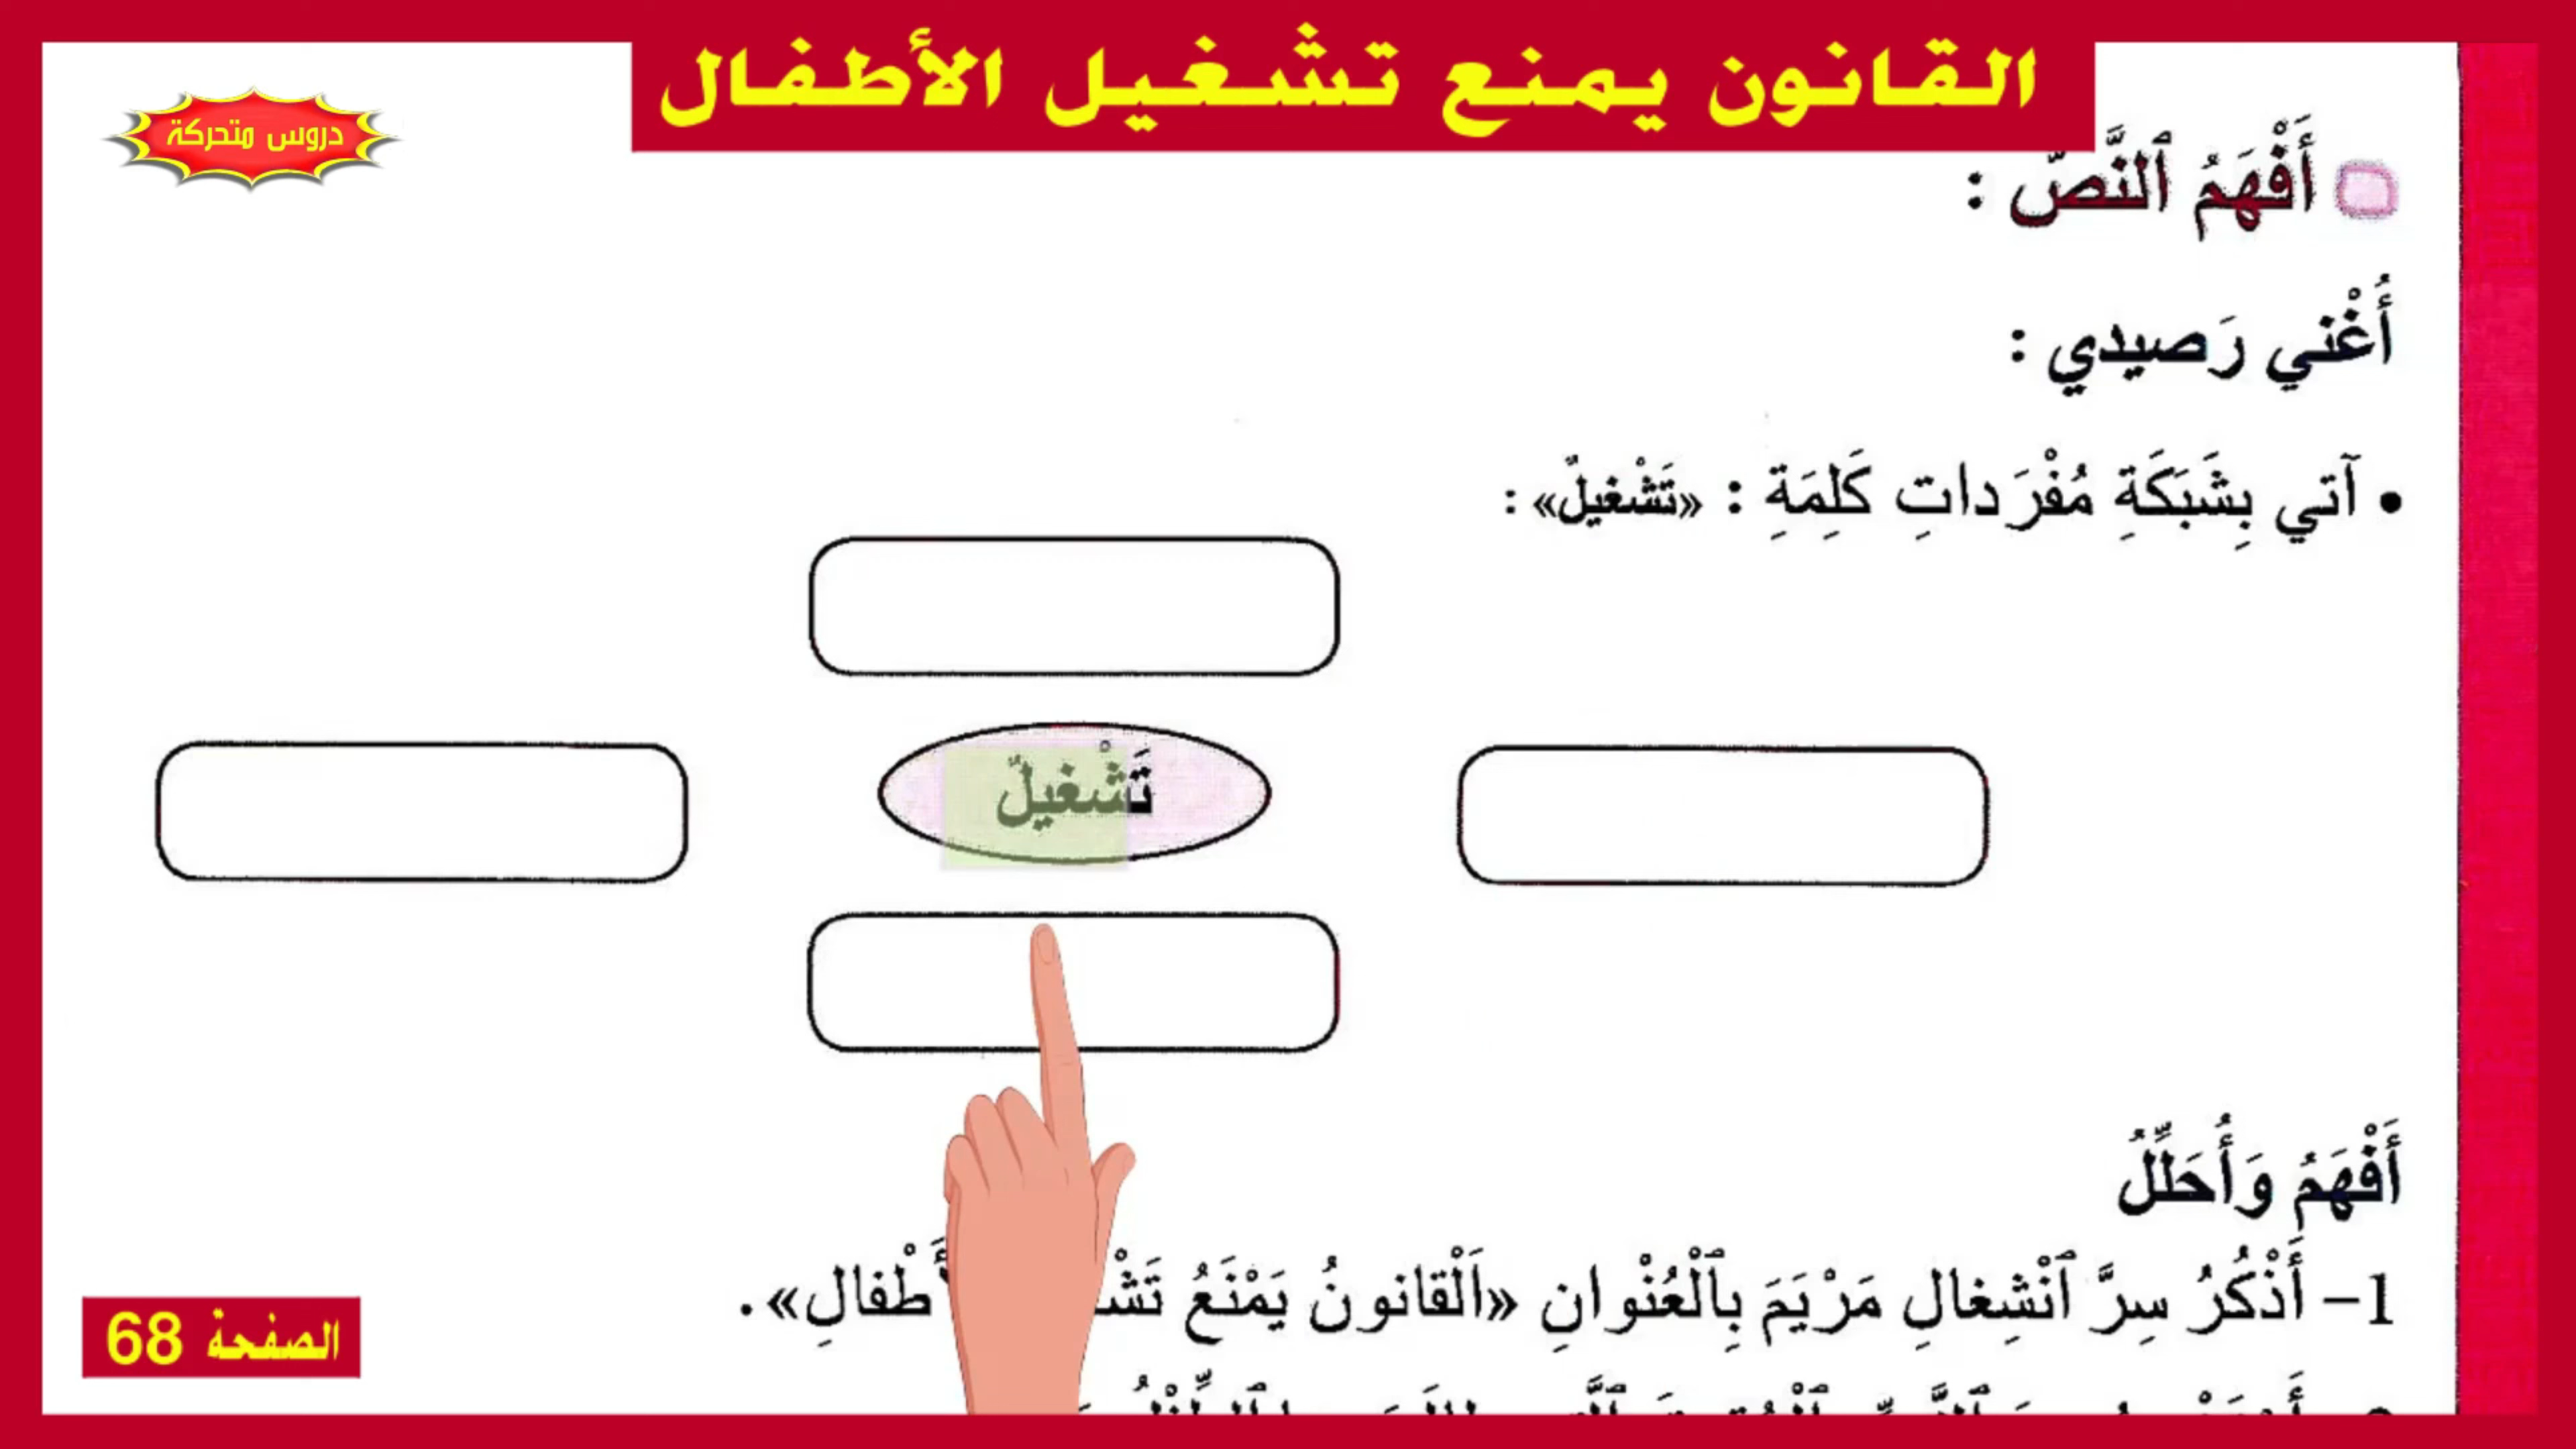 القانون يمنع تشغيل الأطفال
دروس متحركة
أَفْهَمُ ٱلنَّصَّ :
أُغْني رَصيدي :
• آتي بِشَبَكَةِ مُفْرَداتِ كَلِمَةِ : «تَشْغيلٌ» :
تَشْغيلٌ
أَفْهَمُ وَأُحَلِّلُ
1- أَذْكُرُ سِرَّ ٱنْشِغالِ مَرْيَمَ بِٱلْعُنْوانِ «اَلْقانونُ يَمْنَعُ تَشْ أَطْفالِ».
الصفحة 68